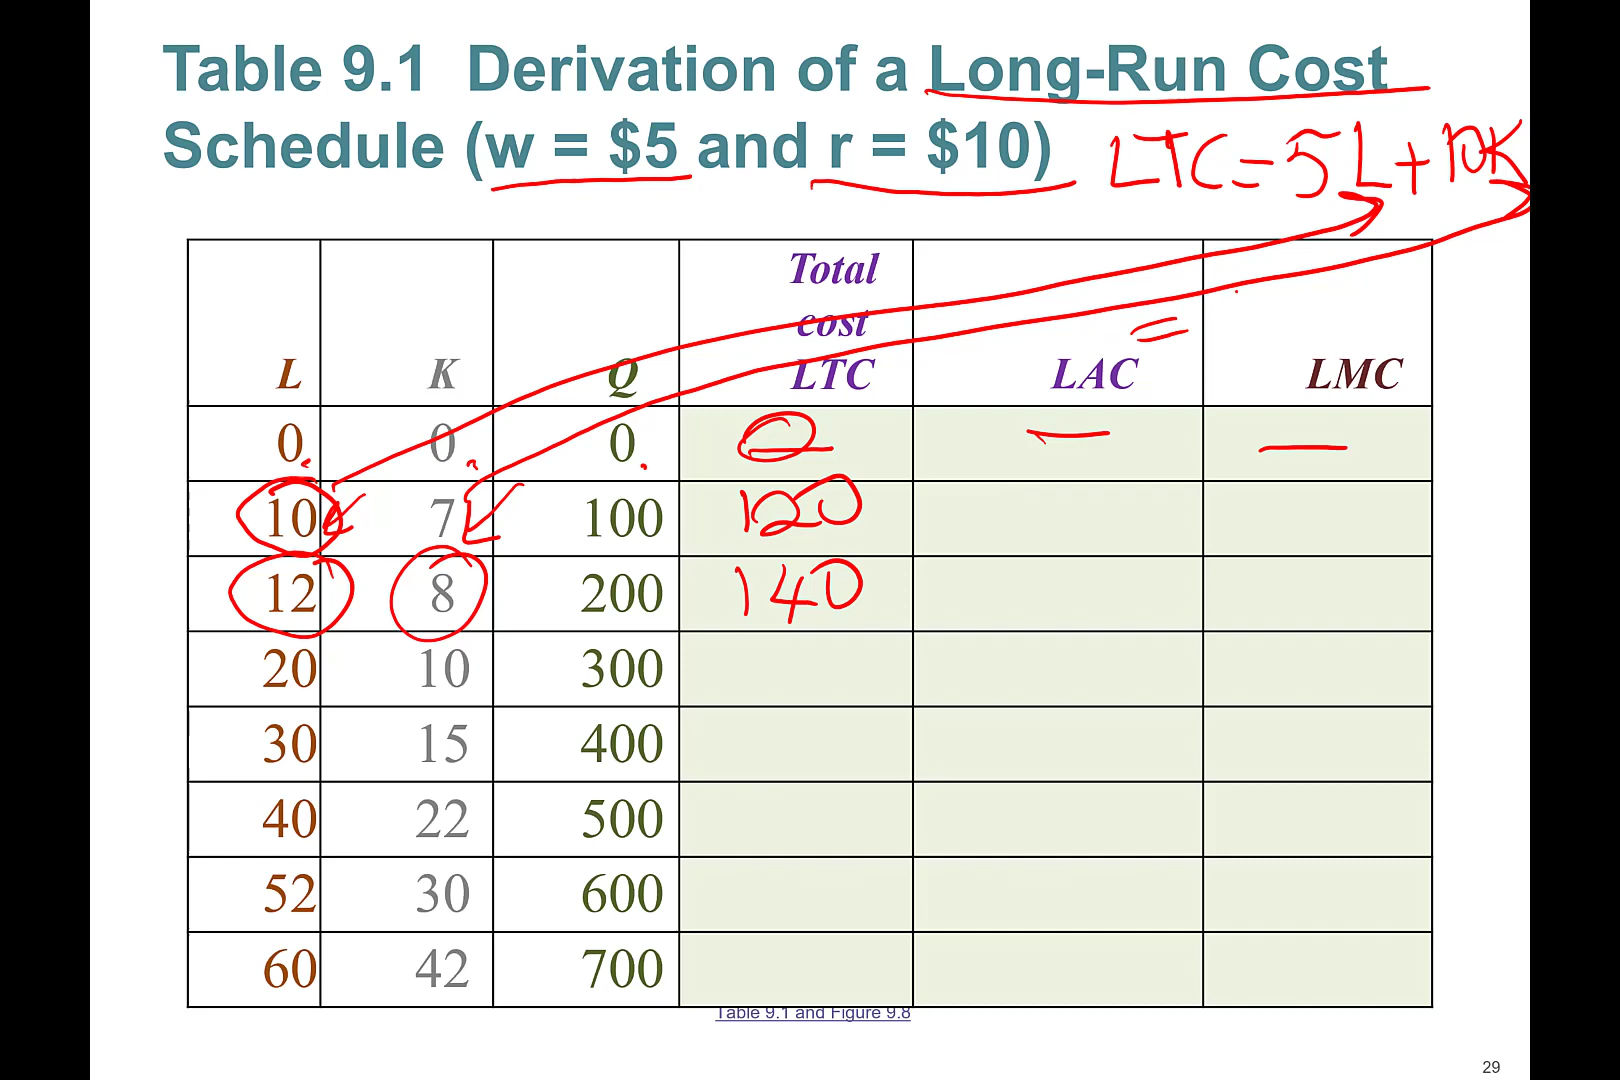 Table 9.1 Derivation of a Long-Run Cost
Schedule (w = $5 and r = $10)
LTC = 5L + 10K
L K Q Total cost LTC LAC LMC
=
0 0 0 0 — —
10 7 100 120
12 8 200 140
20 10 300
30 15 400
40 22 500
52 30 600
60 42 700
Table 9.1 and Figure 9.8
29